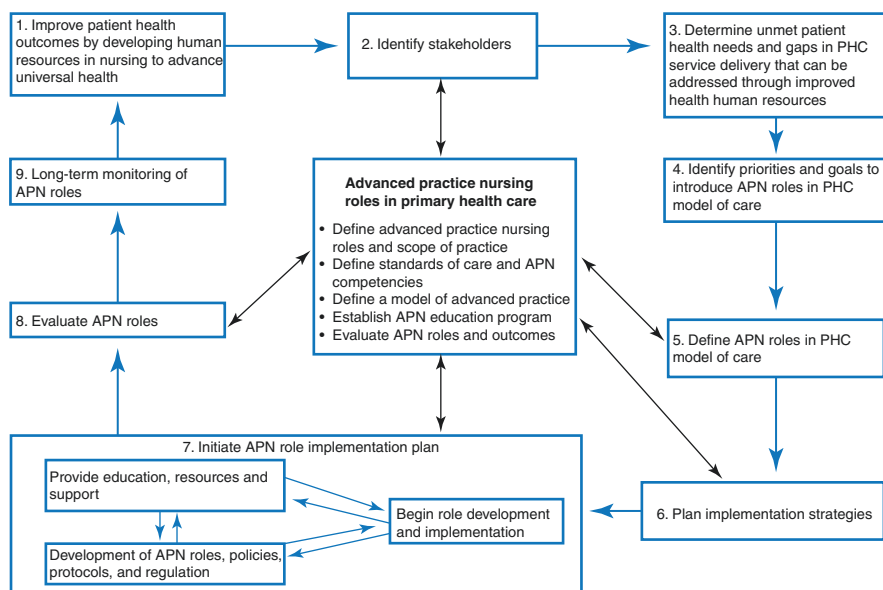 1. Improve patient health
outcomes by developing human
resources in nursing to advance
universal health
2. Identify stakeholders
3. Determine unmet patient
health needs and gaps in PHC
service delivery that can be
addressed through improved
health human resources
4. Identify priorities and goals to
introduce APN roles in PHC
model of care
5. Define APN roles in PHC
model of care
6. Plan implementation strategies
7. Initiate APN role implementation plan
Provide education, resources and
support
Begin role development
and implementation
Development of APN roles, policies,
protocols, and regulation
8. Evaluate APN roles
9. Long-term monitoring of
APN roles
Advanced practice nursing
roles in primary health care
• Define advanced practice nursing
roles and scope of practice
• Define standards of care and APN
competencies
• Define a model of advanced practice
• Establish APN education program
• Evaluate APN roles and outcomes